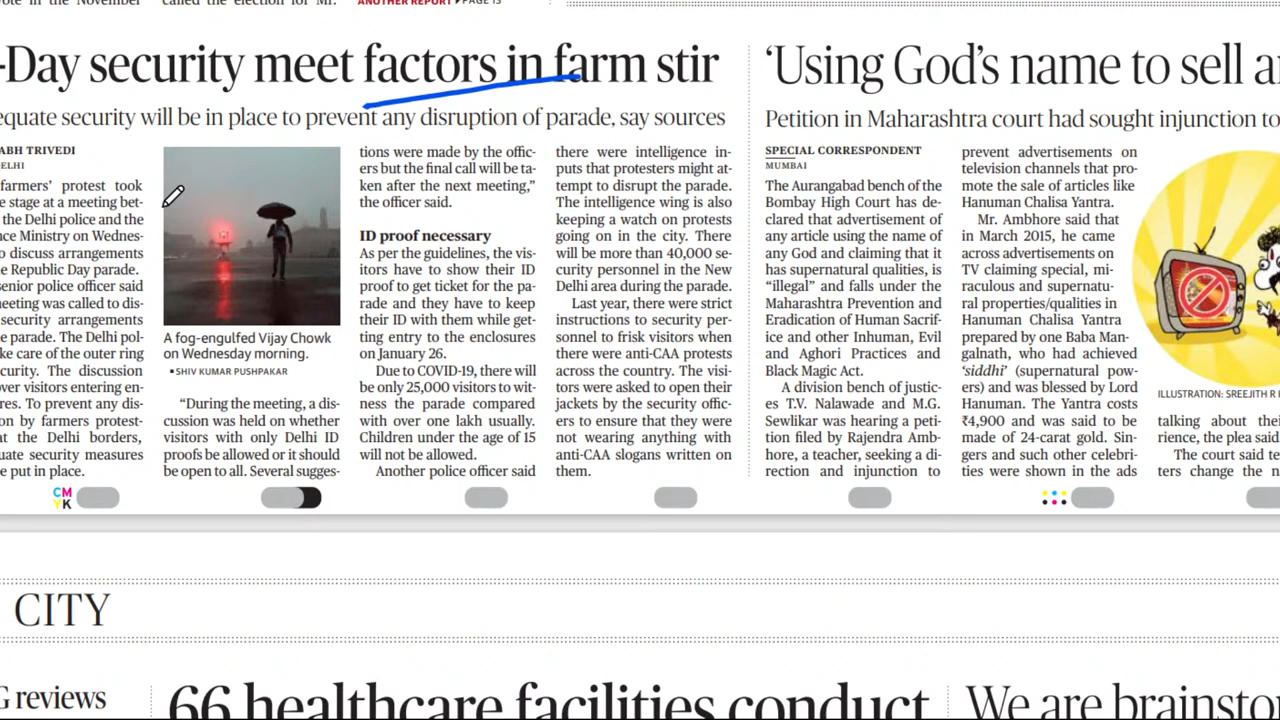 vote in the November
called the election for Mr.
ANOTHER REPORT ▶ PAGE 13
-Day security meet factors in farm stir
equate security will be in place to prevent any disruption of parade, say sources
ABH TRIVEDI
DELHI
farmers' protest took
e stage at a meeting bet-
the Delhi police and the
nce Ministry on Wednes-
o discuss arrangements
e Republic Day parade.
senior police officer said
meeting was called to dis-
security arrangements
e parade. The Delhi pol-
ke care of the outer ring
curity. The discussion
over visitors entering en-
res. To prevent any dis-
on by farmers protest-
at the Delhi borders,
uate security measures
e put in place.
A fog-engulfed Vijay Chowk
on Wednesday morning.
▪ SHIV KUMAR PUSHPAKAR
“During the meeting, a dis-
cussion was held on whether
visitors with only Delhi ID
proofs be allowed or it should
be open to all. Several sugges-
tions were made by the offic-
ers but the final call will be ta-
ken after the next meeting,”
the officer said.
ID proof necessary
As per the guidelines, the vis-
itors have to show their ID
proof to get ticket for the pa-
rade and they have to keep
their ID with them while get-
ting entry to the enclosures
on January 26.
Due to COVID-19, there will
be only 25,000 visitors to wit-
ness the parade compared
with over one lakh usually.
Children under the age of 15
will not be allowed.
Another police officer said
there were intelligence in-
puts that protesters might at-
tempt to disrupt the parade.
The intelligence wing is also
keeping a watch on protests
going on in the city. There
will be more than 40,000 se-
curity personnel in the New
Delhi area during the parade.
Last year, there were strict
instructions to security per-
sonnel to frisk visitors when
there were anti-CAA protests
across the country. The visi-
tors were asked to open their
jackets by the security offic-
ers to ensure that they were
not wearing anything with
anti-CAA slogans written on
them.
‘Using God’s name to sell a
Petition in Maharashtra court had sought injunction to
SPECIAL CORRESPONDENT
MUMBAI
The Aurangabad bench of the
Bombay High Court has de-
clared that advertisement of
any article using the name of
any God and claiming that it
has supernatural qualities, is
“illegal” and falls under the
Maharashtra Prevention and
Eradication of Human Sacrif-
ice and other Inhuman, Evil
and Aghori Practices and
Black Magic Act.
A division bench of justic-
es T.V. Nalawade and M.G.
Sewlikar was hearing a peti-
tion filed by Rajendra Amb-
hore, a teacher, seeking a di-
rection and injunction to
prevent advertisements on
television channels that pro-
mote the sale of articles like
Hanuman Chalisa Yantra.
Mr. Ambhore said that
in March 2015, he came
across advertisements on
TV claiming special, mi-
raculous and supernatu-
ral properties/qualities in
Hanuman Chalisa Yantra
prepared by one Baba Man-
galnath, who had achieved
‘siddhi’ (supernatural pow-
ers) and was blessed by Lord
Hanuman. The Yantra costs
₹4,900 and was said to be
made of 24-carat gold. Sin-
gers and such other celebri-
ties were shown in the ads
ILLUSTRATION: SREEJITH R
talking about thei
rience, the plea said
The court said te
ters change the n
CMYK
CITY
G reviews
66 healthcare facilities conduct
We are brainsto